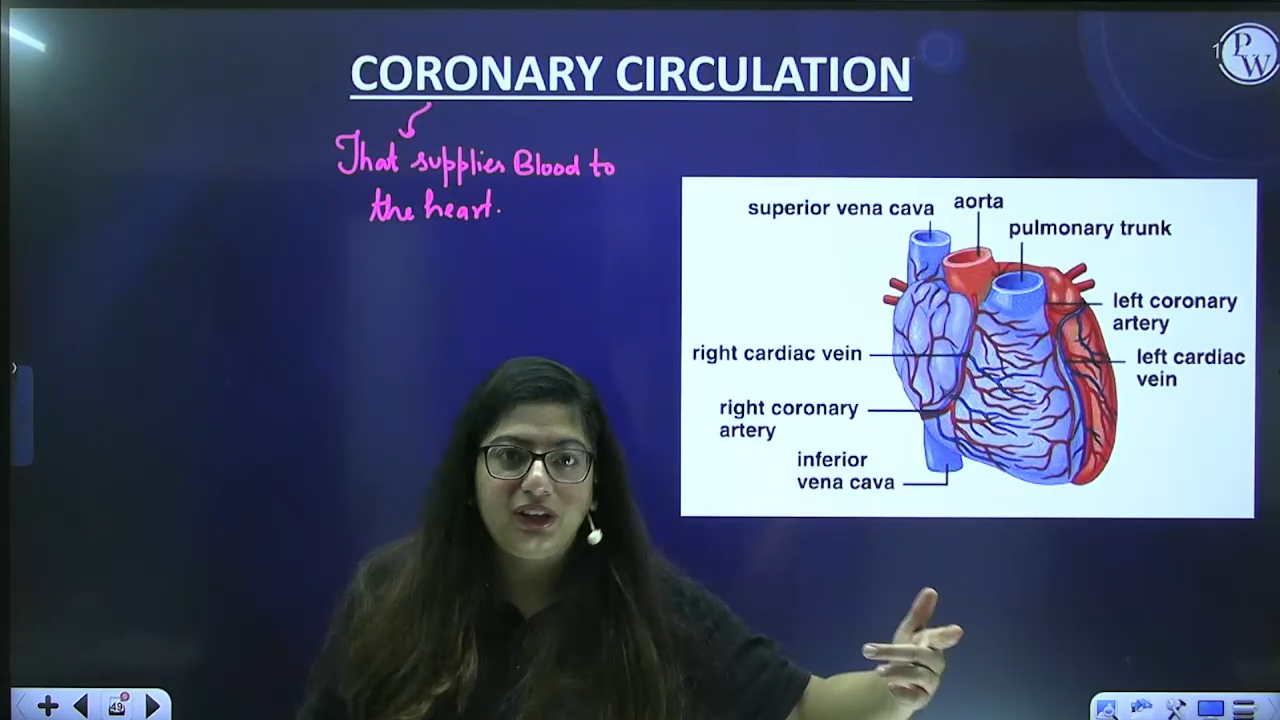 CORONARY CIRCULATION
PW
That supplies Blood to
the heart.
superior vena cava
aorta
pulmonary trunk
left coronary
artery
right cardiac vein
left cardiac
vein
right coronary
artery
inferior
vena cava
49